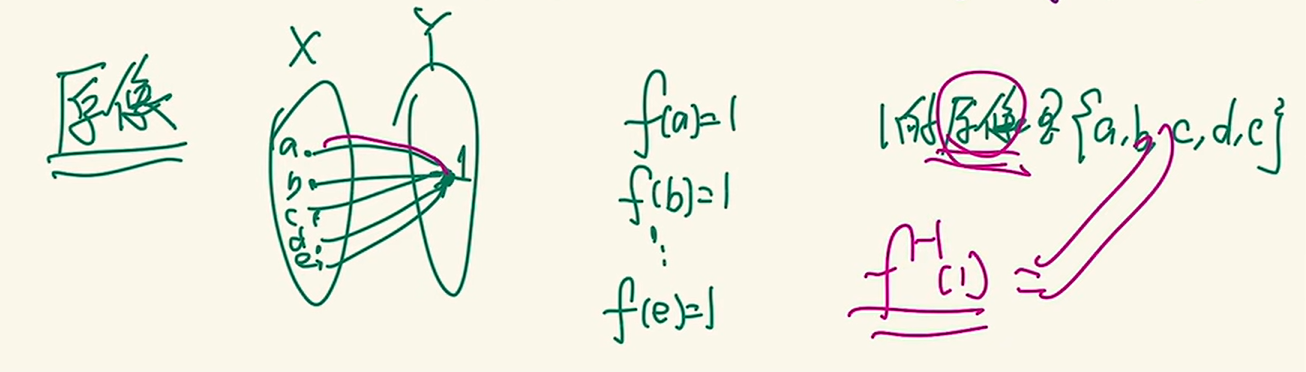 原像
X
Y
a.
b
c
d
e
1
f(a)=1
f(b)=1
⋮
f(e)=1
1的原像是{a,b,c,d,e}
f⁻¹(1) =